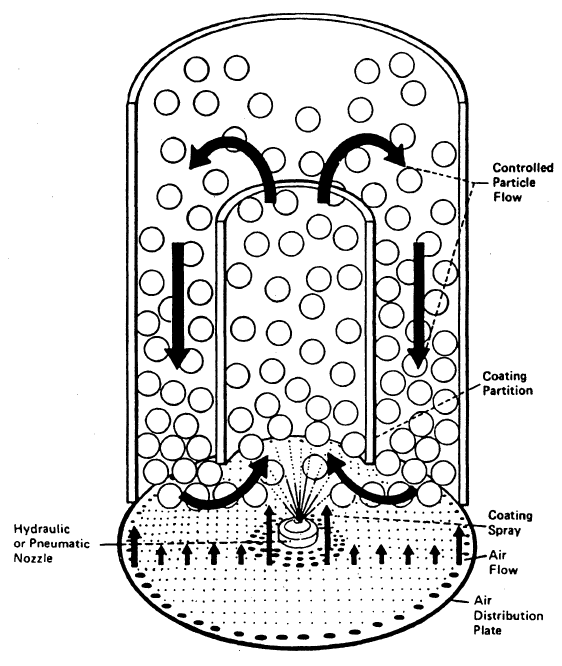 Controlled
Particle
Flow
Coating
Partition
Coating
Spray
Hydraulic
or Pneumatic
Nozzle
Air
Flow
Air
Distribution
Plate